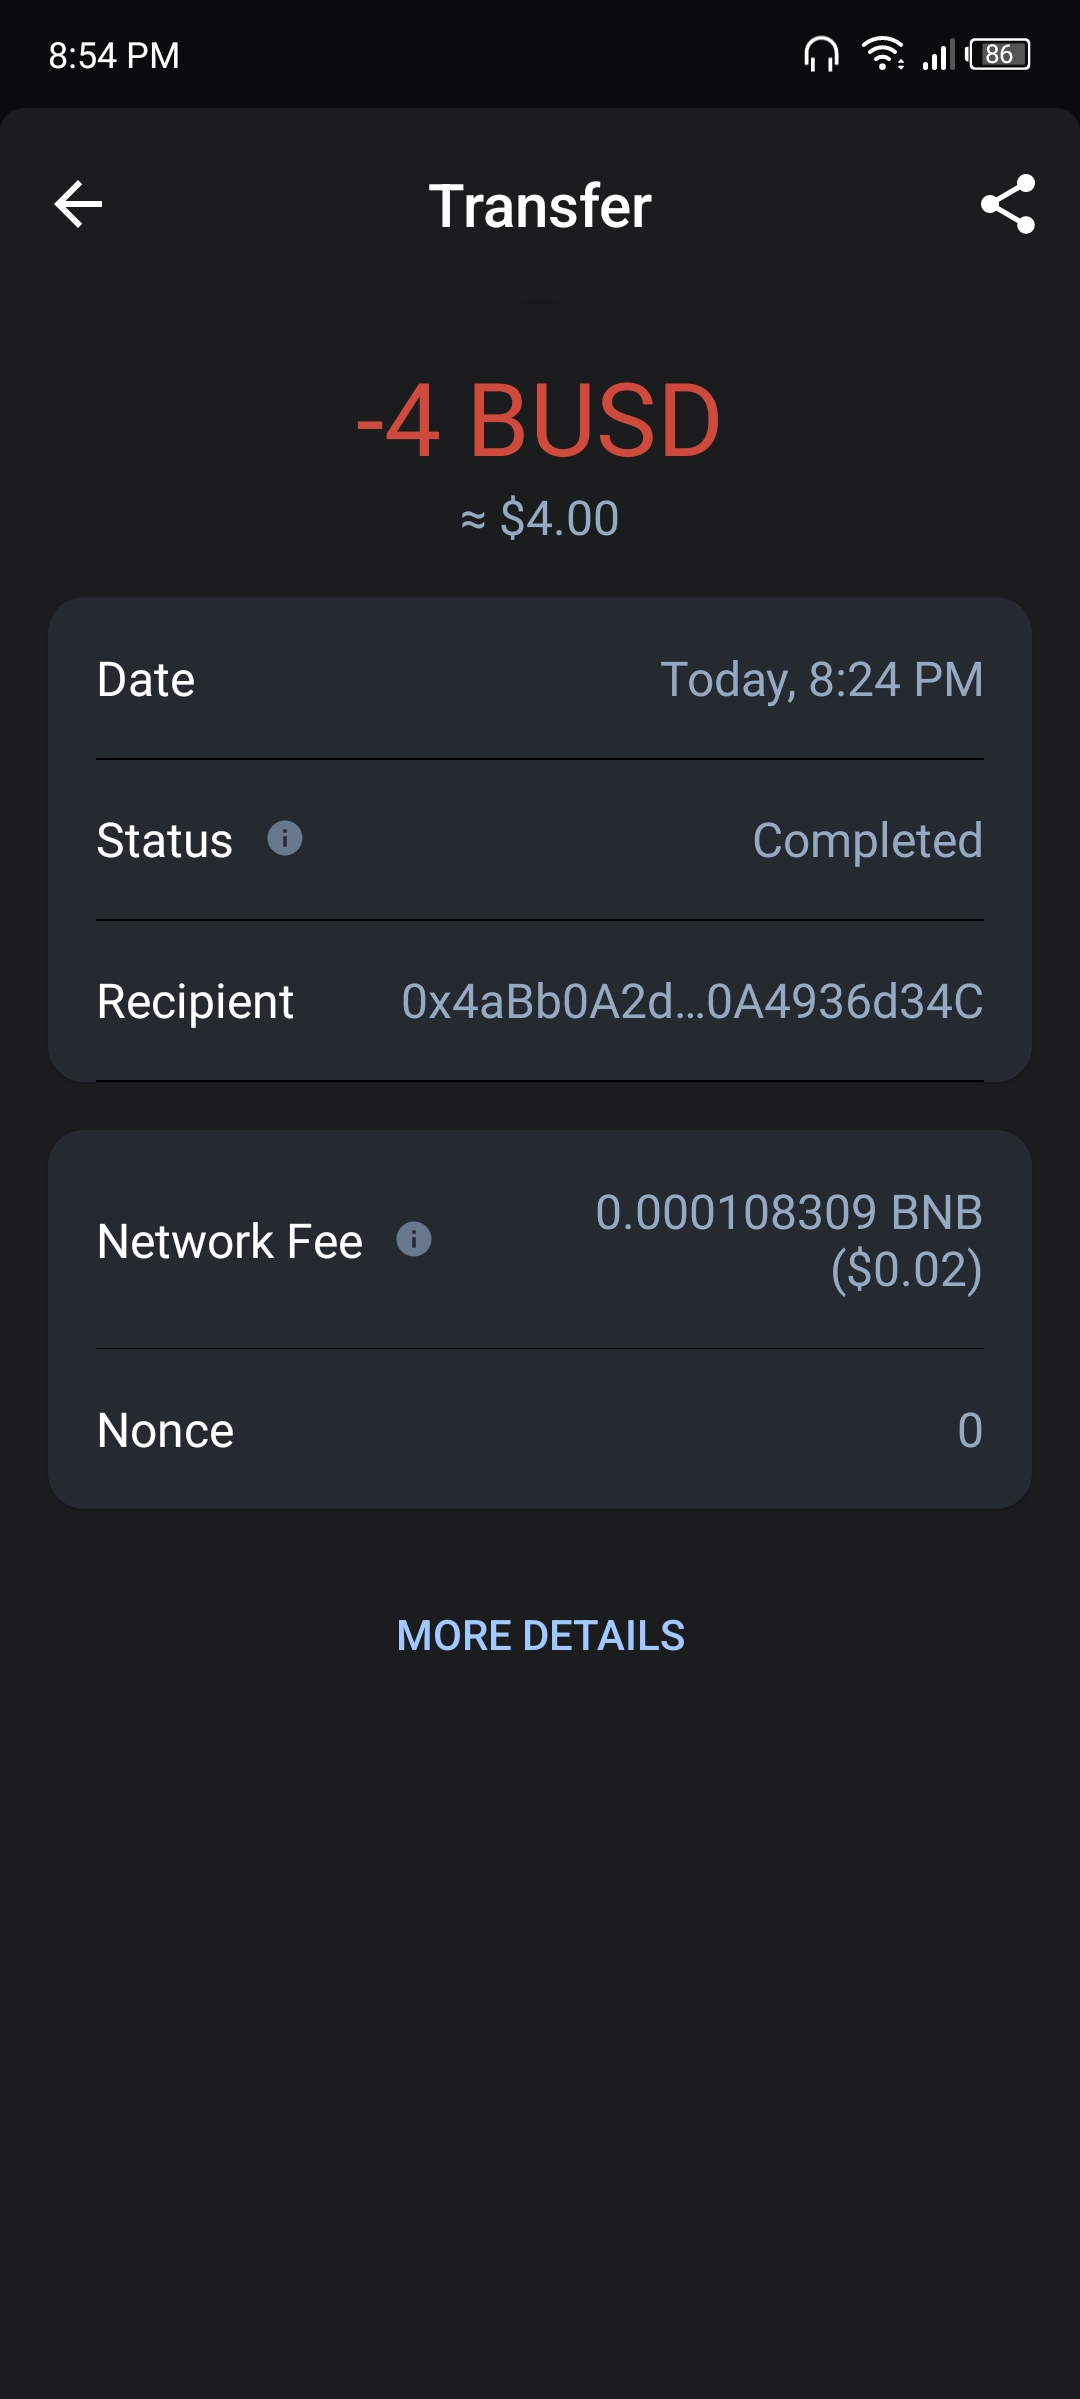 8:54 PM
86
Transfer
-4 BUSD
≈ $4.00
Date Today, 8:24 PM
Status Completed
Recipient 0x4aBb0A2d...0A4936d34C
Network Fee 0.000108309 BNB
($0.02)
Nonce 0
MORE DETAILS